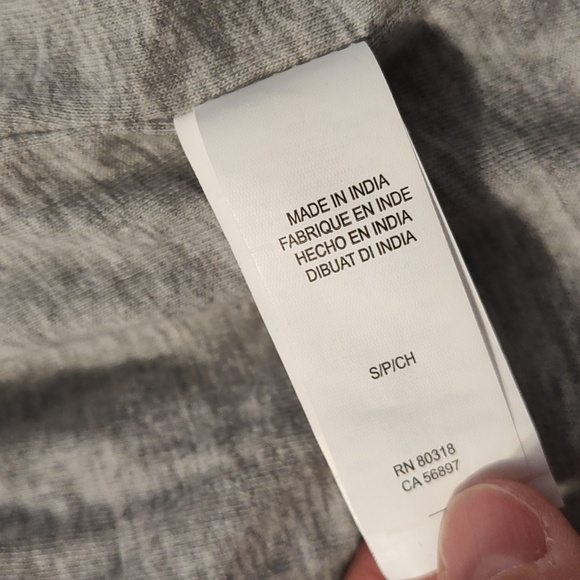 MADE IN INDIA
FABRIQUE EN INDE
HECHO EN INDIA
DIBUAT DI INDIA
S/P/CH
RN 80318
CA 56897